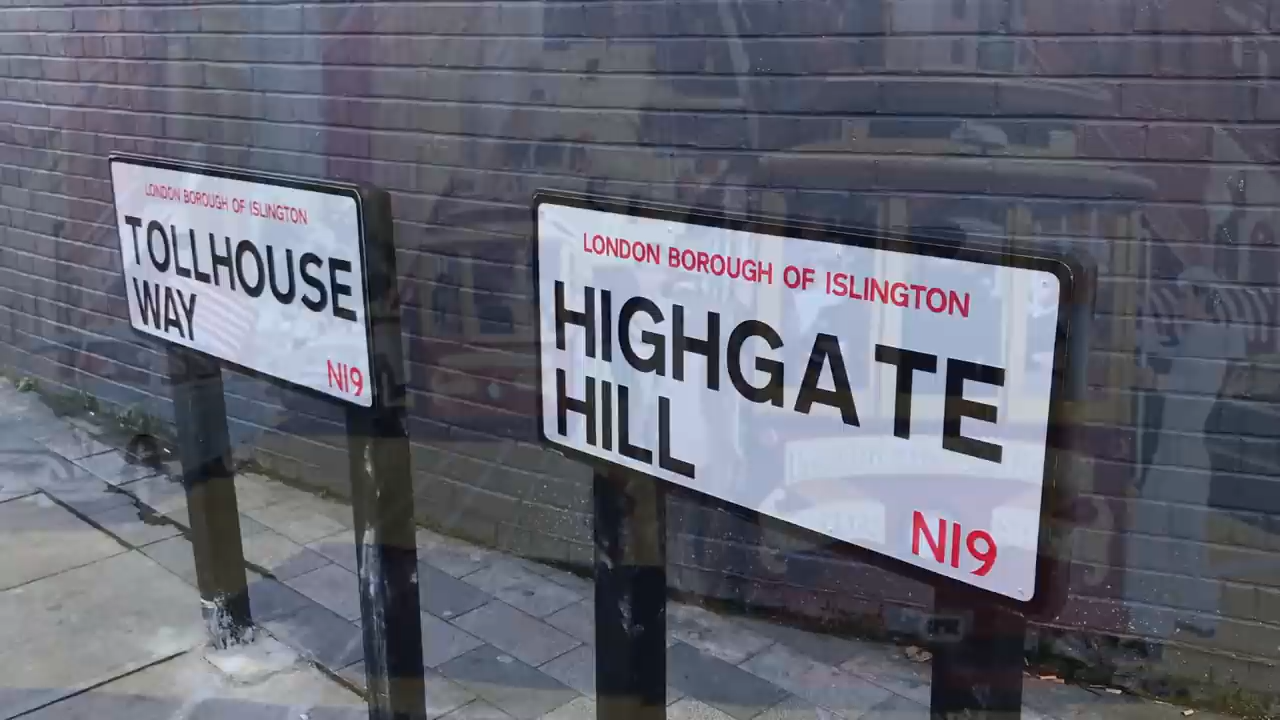 LONDON BOROUGH OF ISLINGTON
TOLLHOUSE
WAY
N19
LONDON BOROUGH OF ISLINGTON
HIGHGATE
HILL
N19